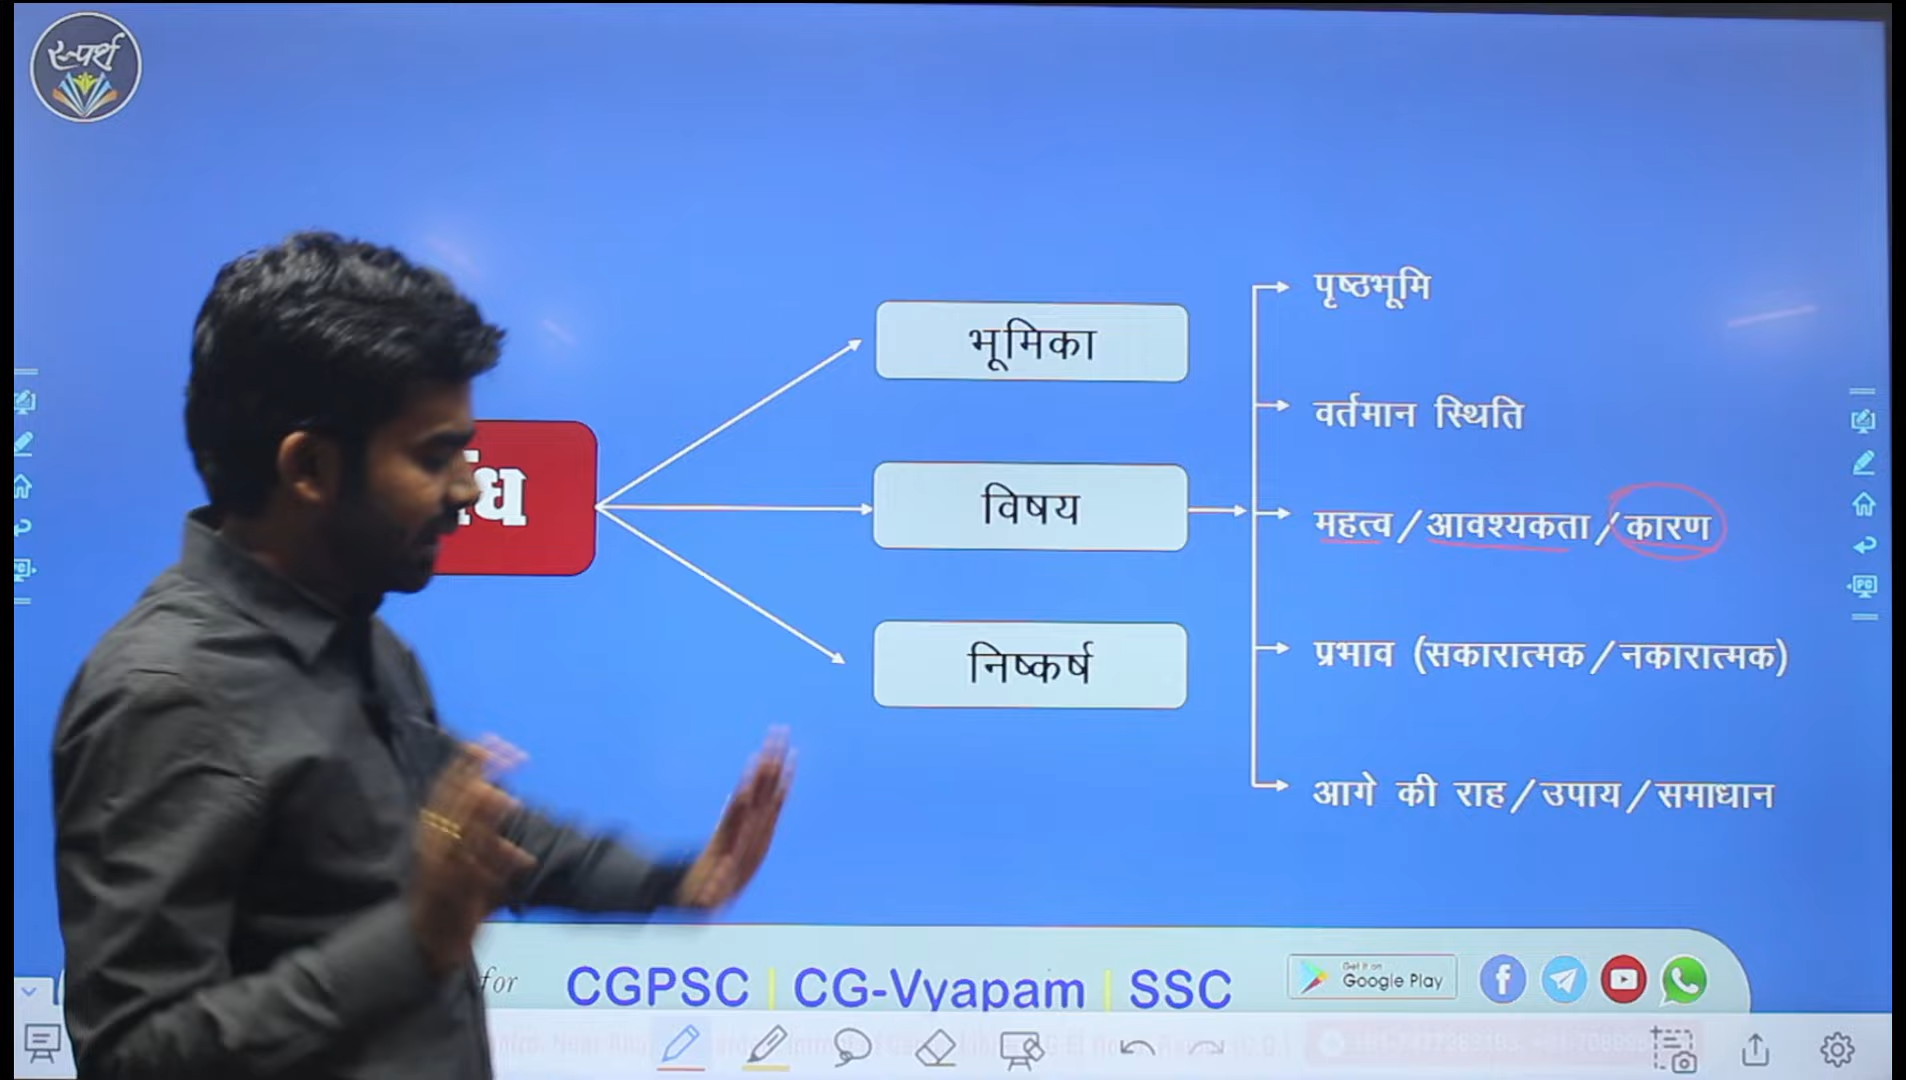 स्पर्श
भूमिका
विषय
निष्कर्ष
पृष्ठभूमि
वर्तमान स्थिति
महत्व/आवश्यकता/कारण
प्रभाव (सकारात्मक/नकारात्मक)
आगे की राह/उपाय/समाधान
for CGPSC | CG-Vyapam | SSC
Get it on
Google Play